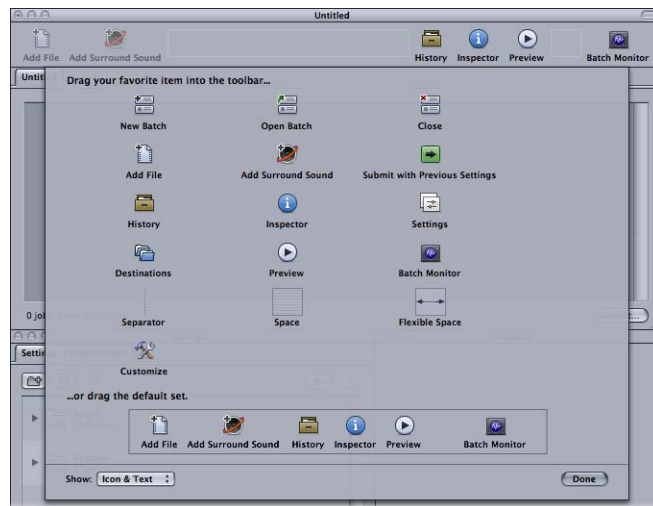 Untitled
Add File Add Surround Sound History Inspector Preview Batch Monitor
Drag your favorite item into the toolbar...
New Batch Open Batch Close
Add File Add Surround Sound Submit with Previous Settings
History Inspector Settings
Destinations Preview Batch Monitor
Separator Space Flexible Space
Customize
...or drag the default set.
Add File Add Surround Sound History Inspector Preview Batch Monitor
Show: Icon & Text Done